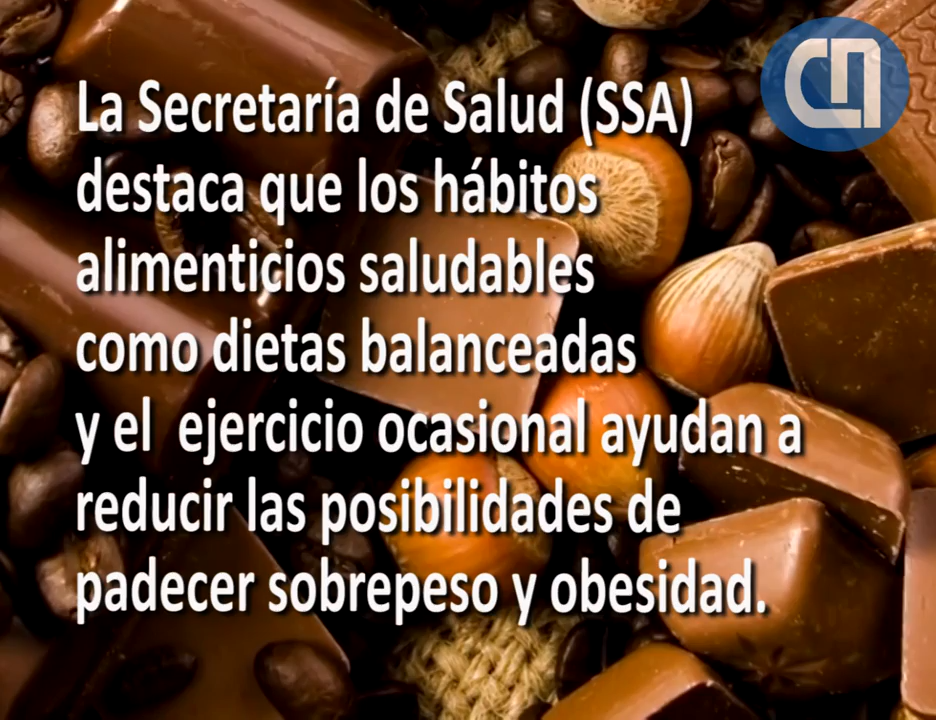 La Secretaría de Salud (SSA)
destaca que los hábitos
alimenticios saludables
como dietas balanceadas
y el  ejercicio ocasional ayudan a
reducir las posibilidades de
padecer sobrepeso y obesidad.